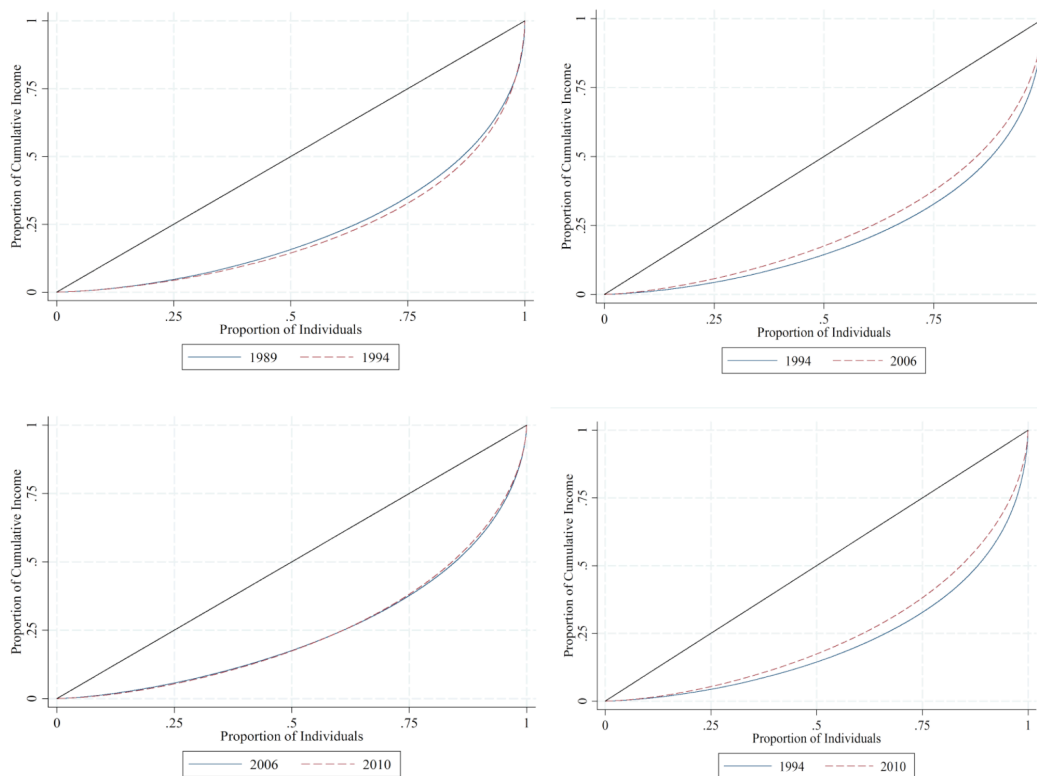 Proportion of Cumulative Income
1
.75
.5
.25
0
0 .25 .5 .75 1
Proportion of Individuals
1989 1994
Proportion of Cumulative Income
1
.75
.5
.25
0
0 .25 .5 .75
Proportion of Individuals
1994 2006
Proportion of Cumulative Income
1
.75
.5
.25
0
0 .25 .5 .75 1
Proportion of Individuals
2006 2010
Proportion of Cumulative Income
1
.75
.5
.25
0
0 .25 .5 .75 1
Proportion of Individuals
1994 2010